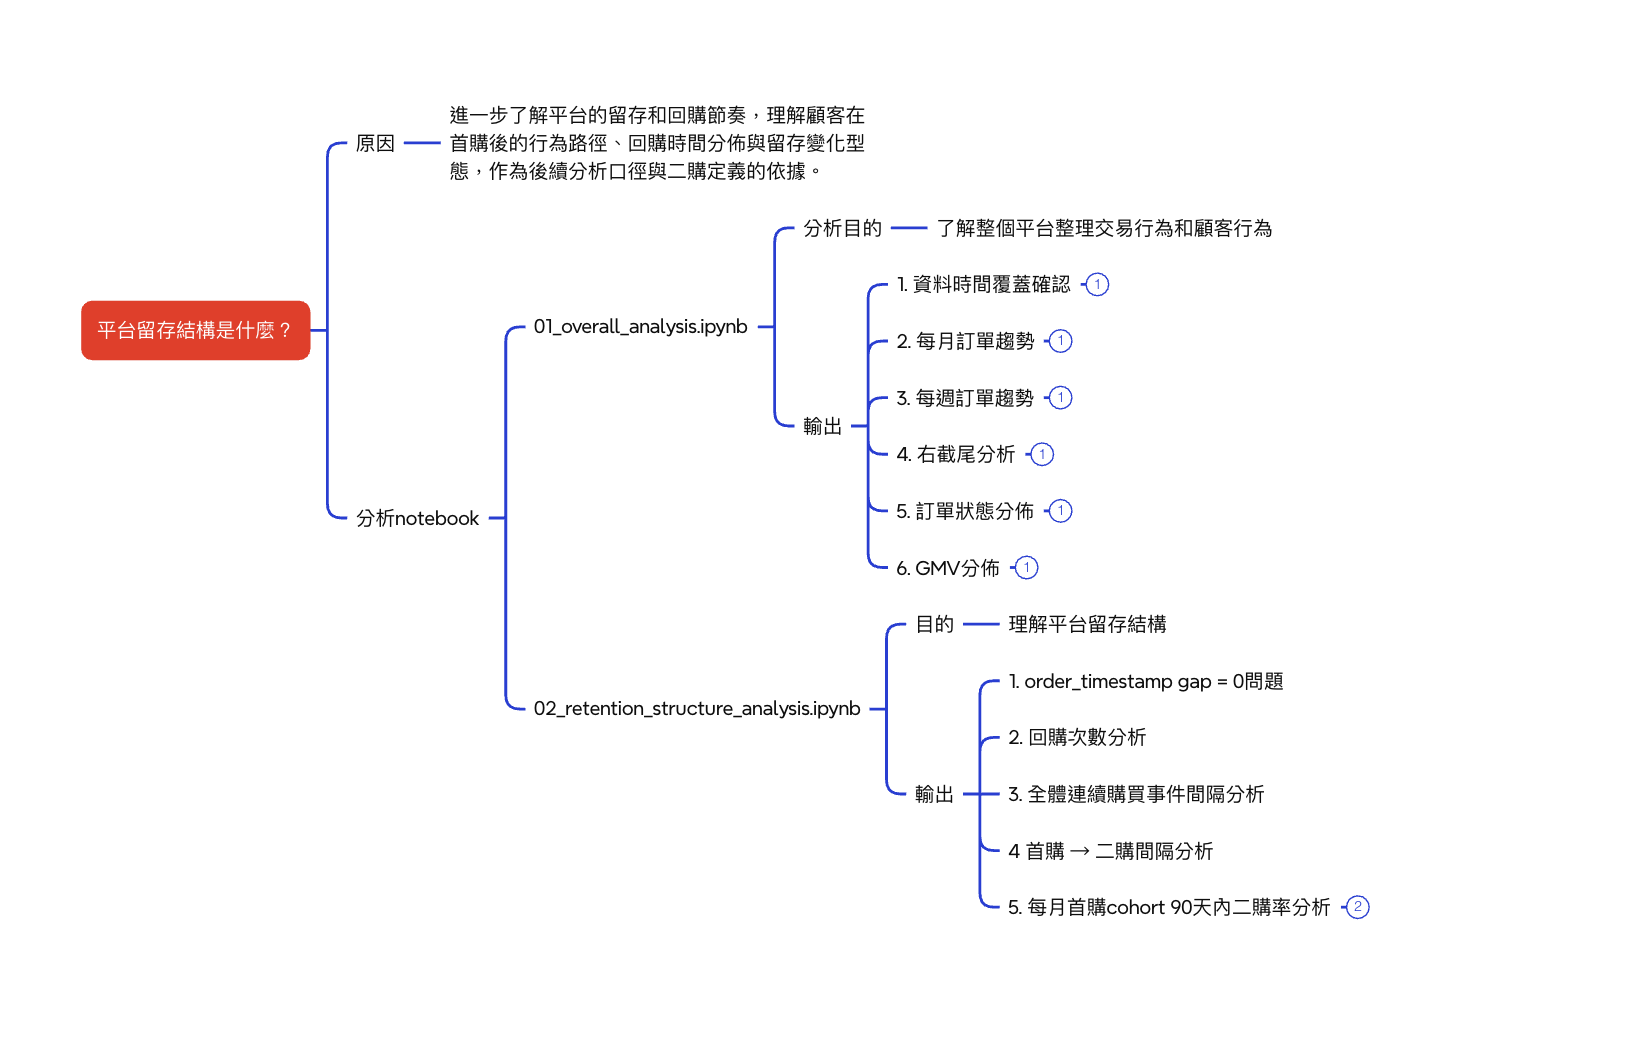 進一步了解平台的留存和回購節奏，理解顧客在
首購後的行為路徑、回購時間分佈與留存變化型
態，作為後續分析口徑與二購定義的依據。
原因
平台留存結構是什麼？
分析notebook
01_overall_analysis.ipynb
分析目的
了解整個平台整理交易行為和顧客行為
輸出
1. 資料時間覆蓋確認 1
2. 每月訂單趨勢 1
3. 每週訂單趨勢 1
4. 右截尾分析 1
5. 訂單狀態分佈 1
6. GMV分佈 1
02_retention_structure_analysis.ipynb
目的
理解平台留存結構
輸出
1. order_timestamp gap = 0問題
2. 回購次數分析
3. 全體連續購買事件間隔分析
4 首購 → 二購間隔分析
5. 每月首購cohort 90天內二購率分析 2